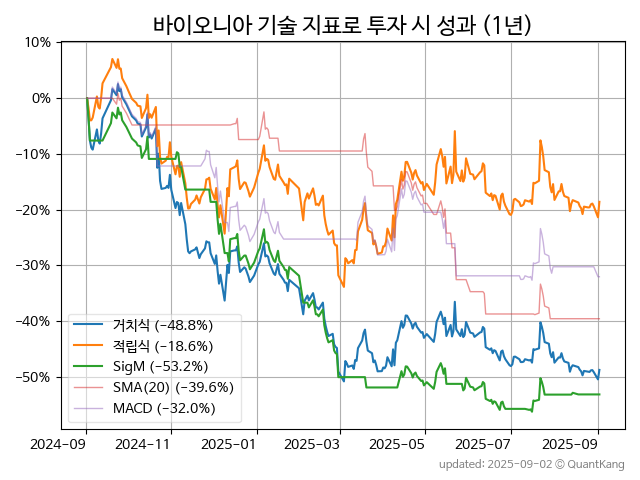 바이오니아 기술 지표로 투자 시 성과 (1년)
10%
0%
−10%
−20%
−30%
−40%
−50%
거치식 (−48.8%)
적립식 (−18.6%)
SigM (−53.2%)
SMA(20) (−39.6%)
MACD (−32.0%)
2024-09
2024-11
2025-01
2025-03
2025-05
2025-07
2025-09
updated: 2025-09-02 © QuantKang